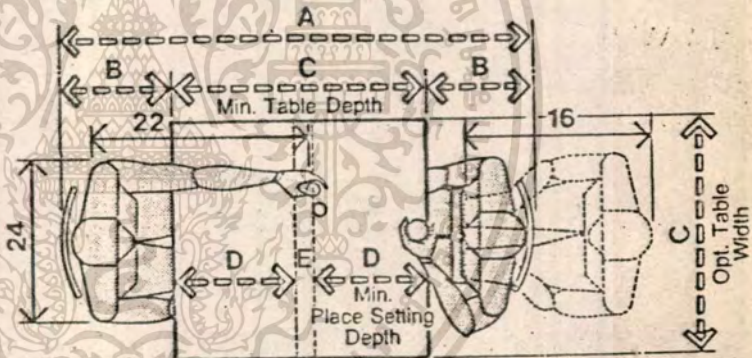 A
B C B
Min. Table Depth
22
16
24
D E D
Min.
Place Setting
Depth
C
Opt. Table
Width